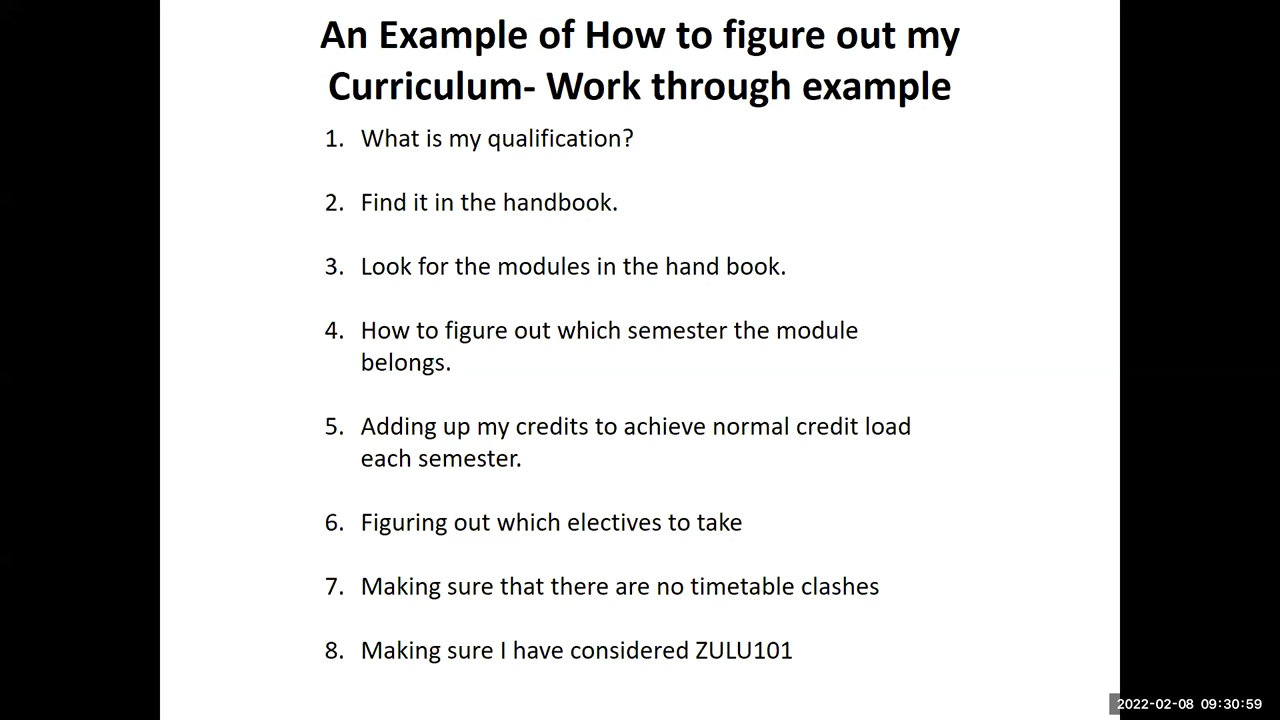 An Example of How to figure out my
Curriculum- Work through example
1. What is my qualification?
2. Find it in the handbook.
3. Look for the modules in the hand book.
4. How to figure out which semester the module
belongs.
5. Adding up my credits to achieve normal credit load
each semester.
6. Figuring out which electives to take
7. Making sure that there are no timetable clashes
8. Making sure I have considered ZULU101
2022-02-08 09:30:59